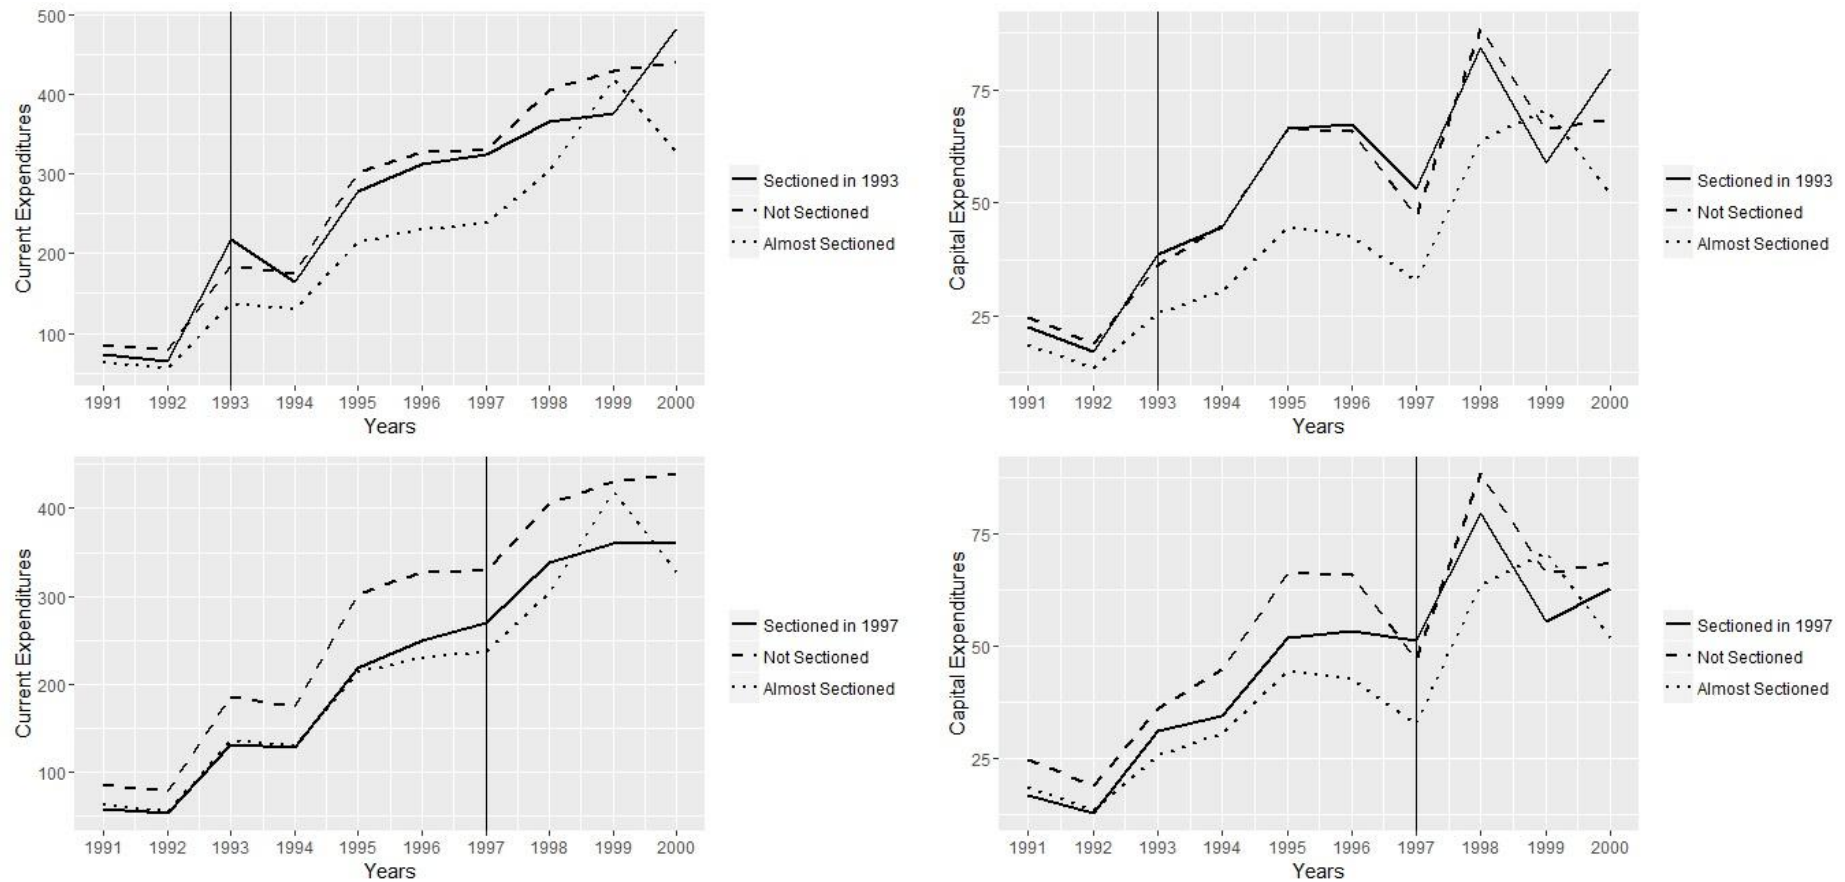 500
400
300
200
100
Current Expenditures
1991 1992 1993 1994 1995 1996 1997 1998 1999 2000
Years
Sectioned in 1993
Not Sectioned
Almost Sectioned
75
50
25
Capital Expenditures
1991 1992 1993 1994 1995 1996 1997 1998 1999 2000
Years
Sectioned in 1993
Not Sectioned
Almost Sectioned
400
300
200
100
Current Expenditures
1991 1992 1993 1994 1995 1996 1997 1998 1999 2000
Years
Sectioned in 1997
Not Sectioned
Almost Sectioned
75
50
25
Capital Expenditures
1991 1992 1993 1994 1995 1996 1997 1998 1999 2000
Years
Sectioned in 1997
Not Sectioned
Almost Sectioned